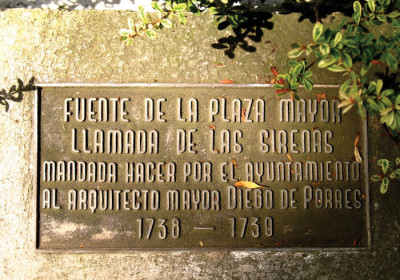 FUENTE DE LA PLAZA MAYOR
LLAMADA DE LAS SIRENAS
MANDADA HACER POR EL AYUNTAMIENTO
AL ARQUITECTO MAYOR DIEGO DE PORRES
1738 — 1739